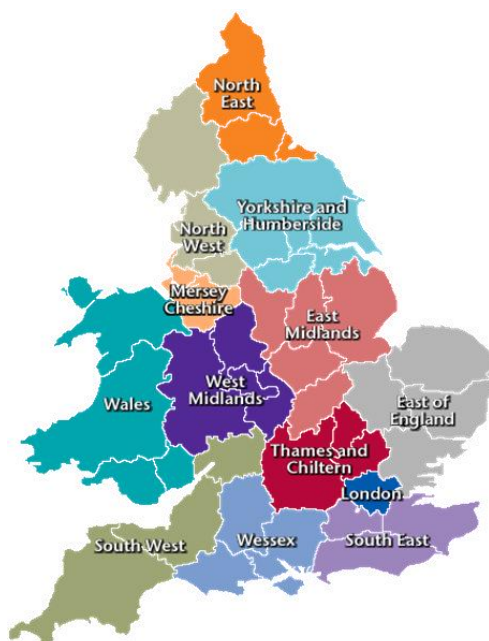 North
East
Yorkshire and
Humberside
North
West
Mersey
Cheshire
East
Midlands
West
Midlands
Wales
East of
England
Thames and
Chiltern
London
South West
Wessex
South East